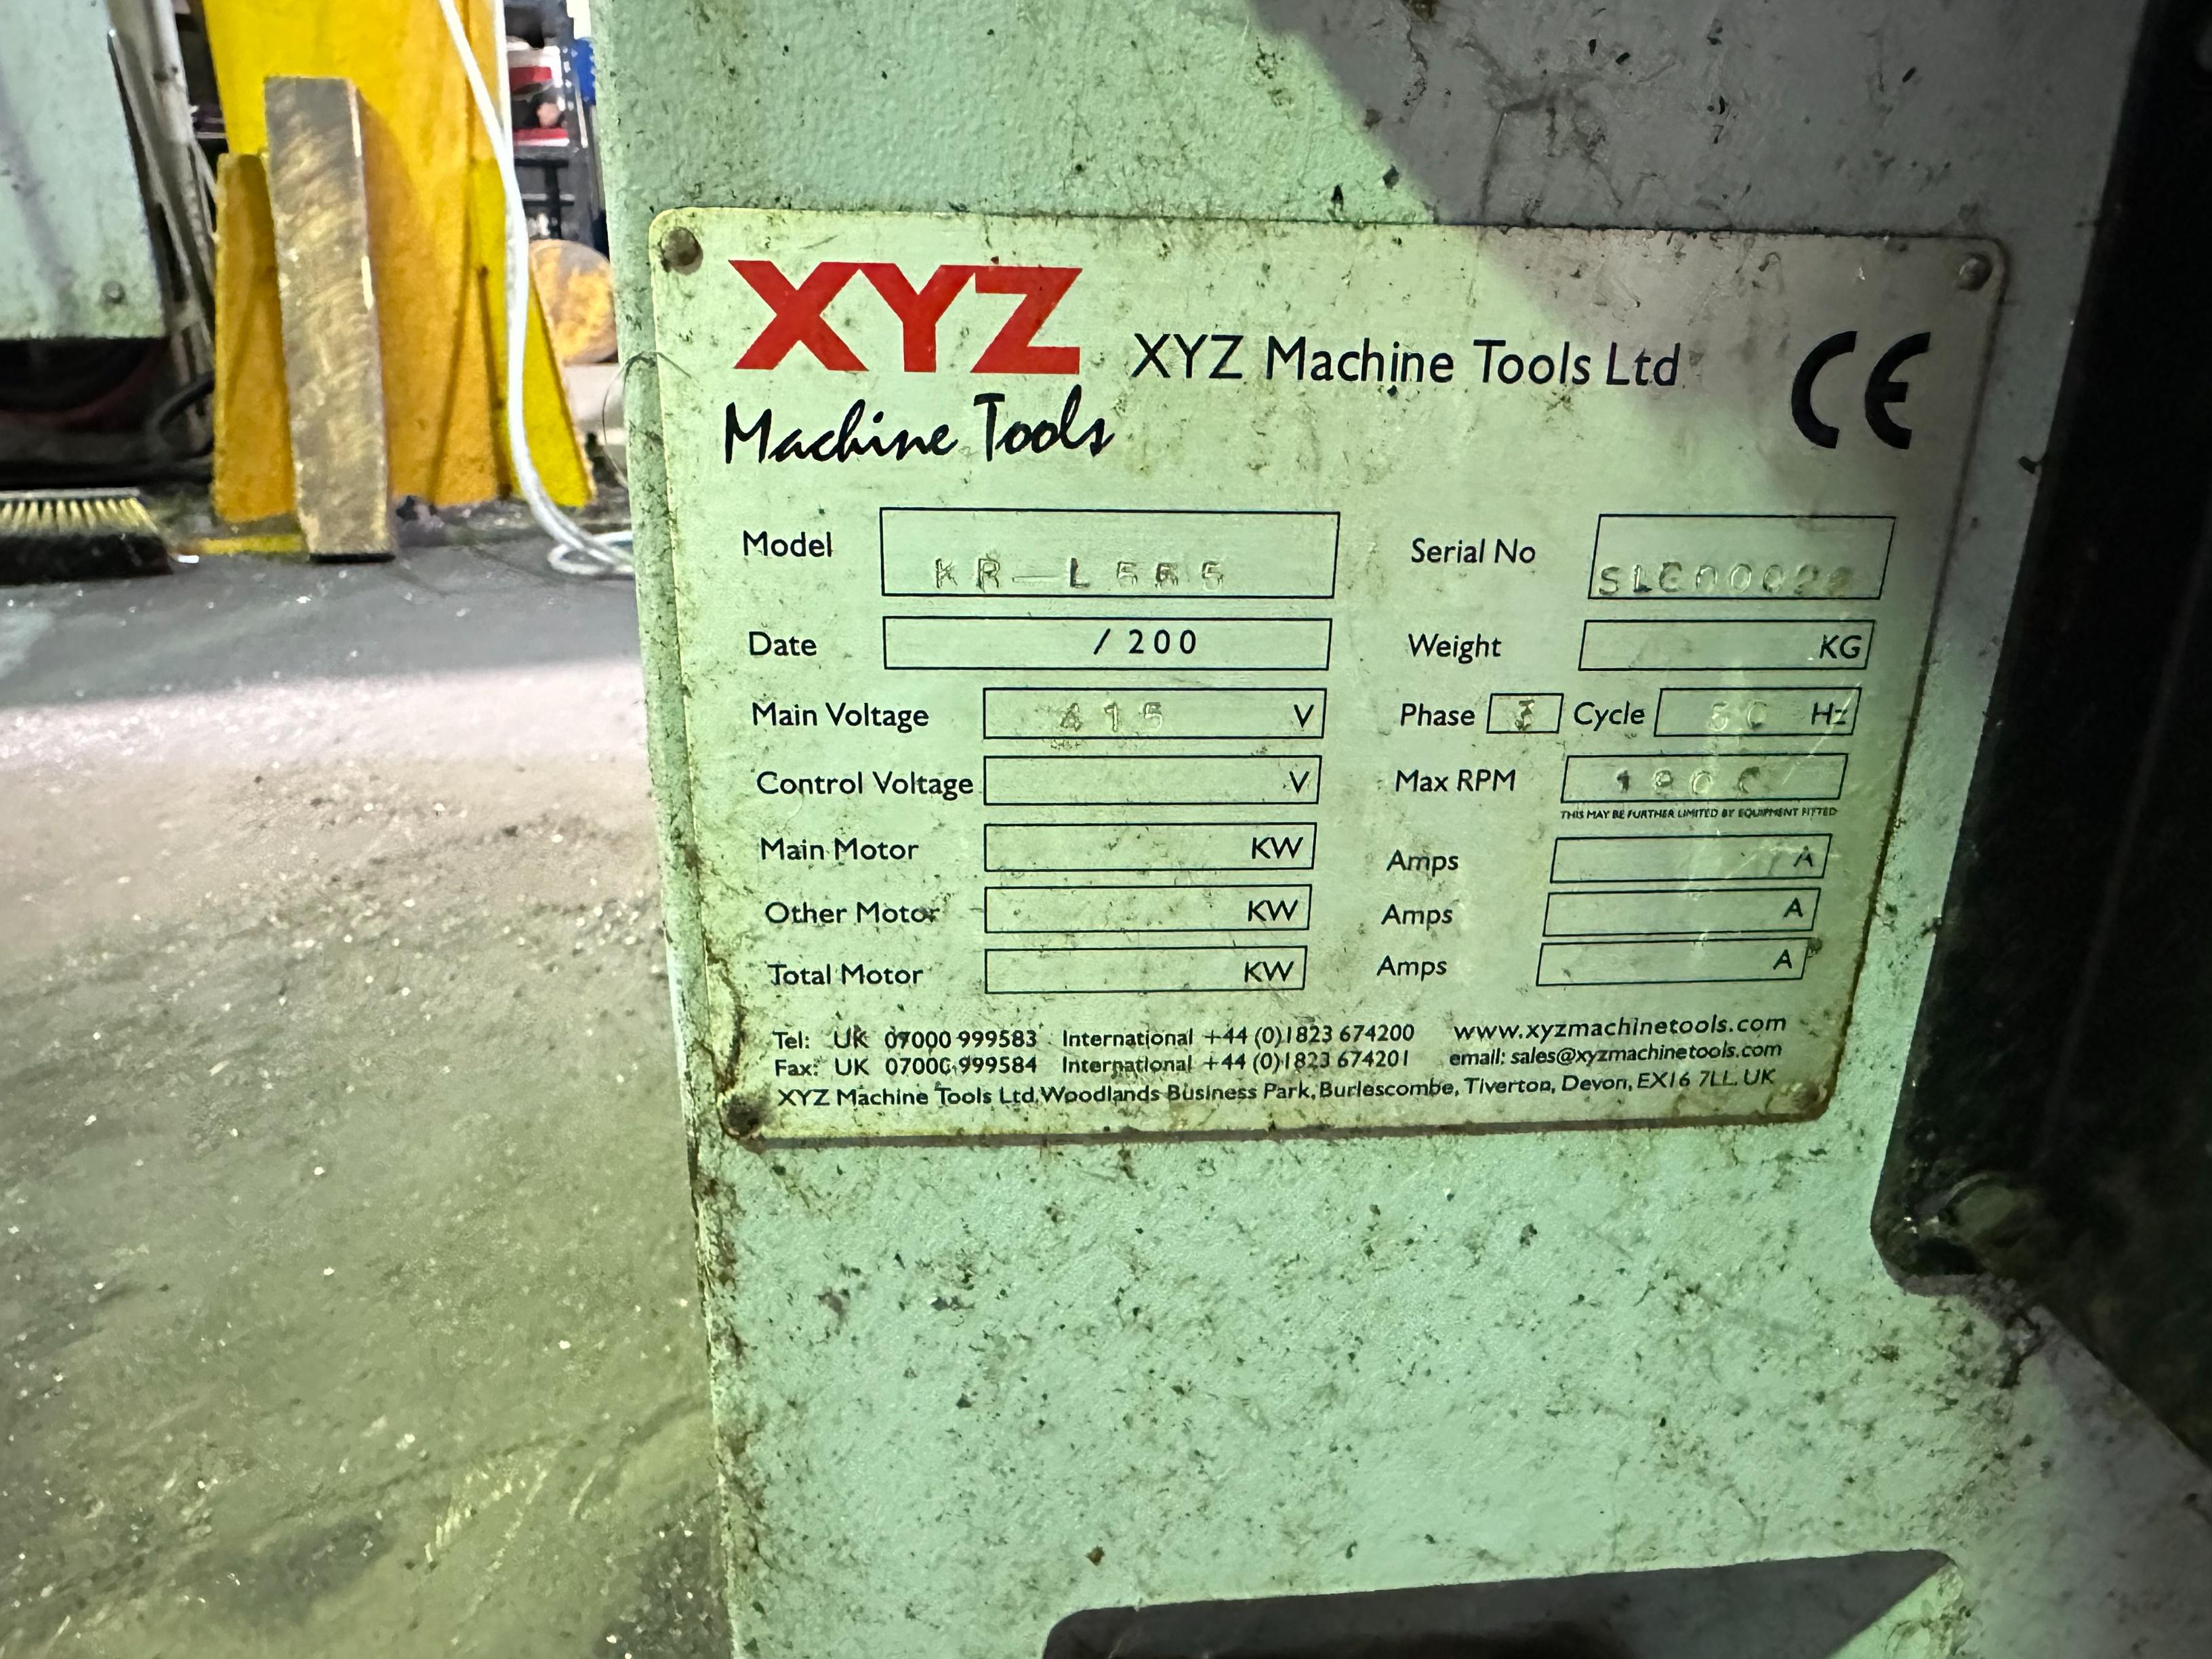 XYZ
Machine Tools
XYZ Machine Tools Ltd
CE
Model
Serial No
Date / 200
Weight KG
Main Voltage 415 V
Phase 3 Cycle 50 Hz
Control Voltage V
Max RPM
THIS MAY BE FURTHER LIMITED BY EQUIPMENT FITTED
Main Motor KW
Amps A
Other Motor KW
Amps A
Total Motor KW
Amps A
Tel: UK 07000 999583 International +44 (0)1823 674200 www.xyzmachinetools.com
Fax: UK 07000 999584 International +44 (0)1823 674201 email: sales@xyzmachinetools.com
XYZ Machine Tools Ltd, Woodlands Business Park, Burlescombe, Tiverton, Devon, EX16 7LL. UK